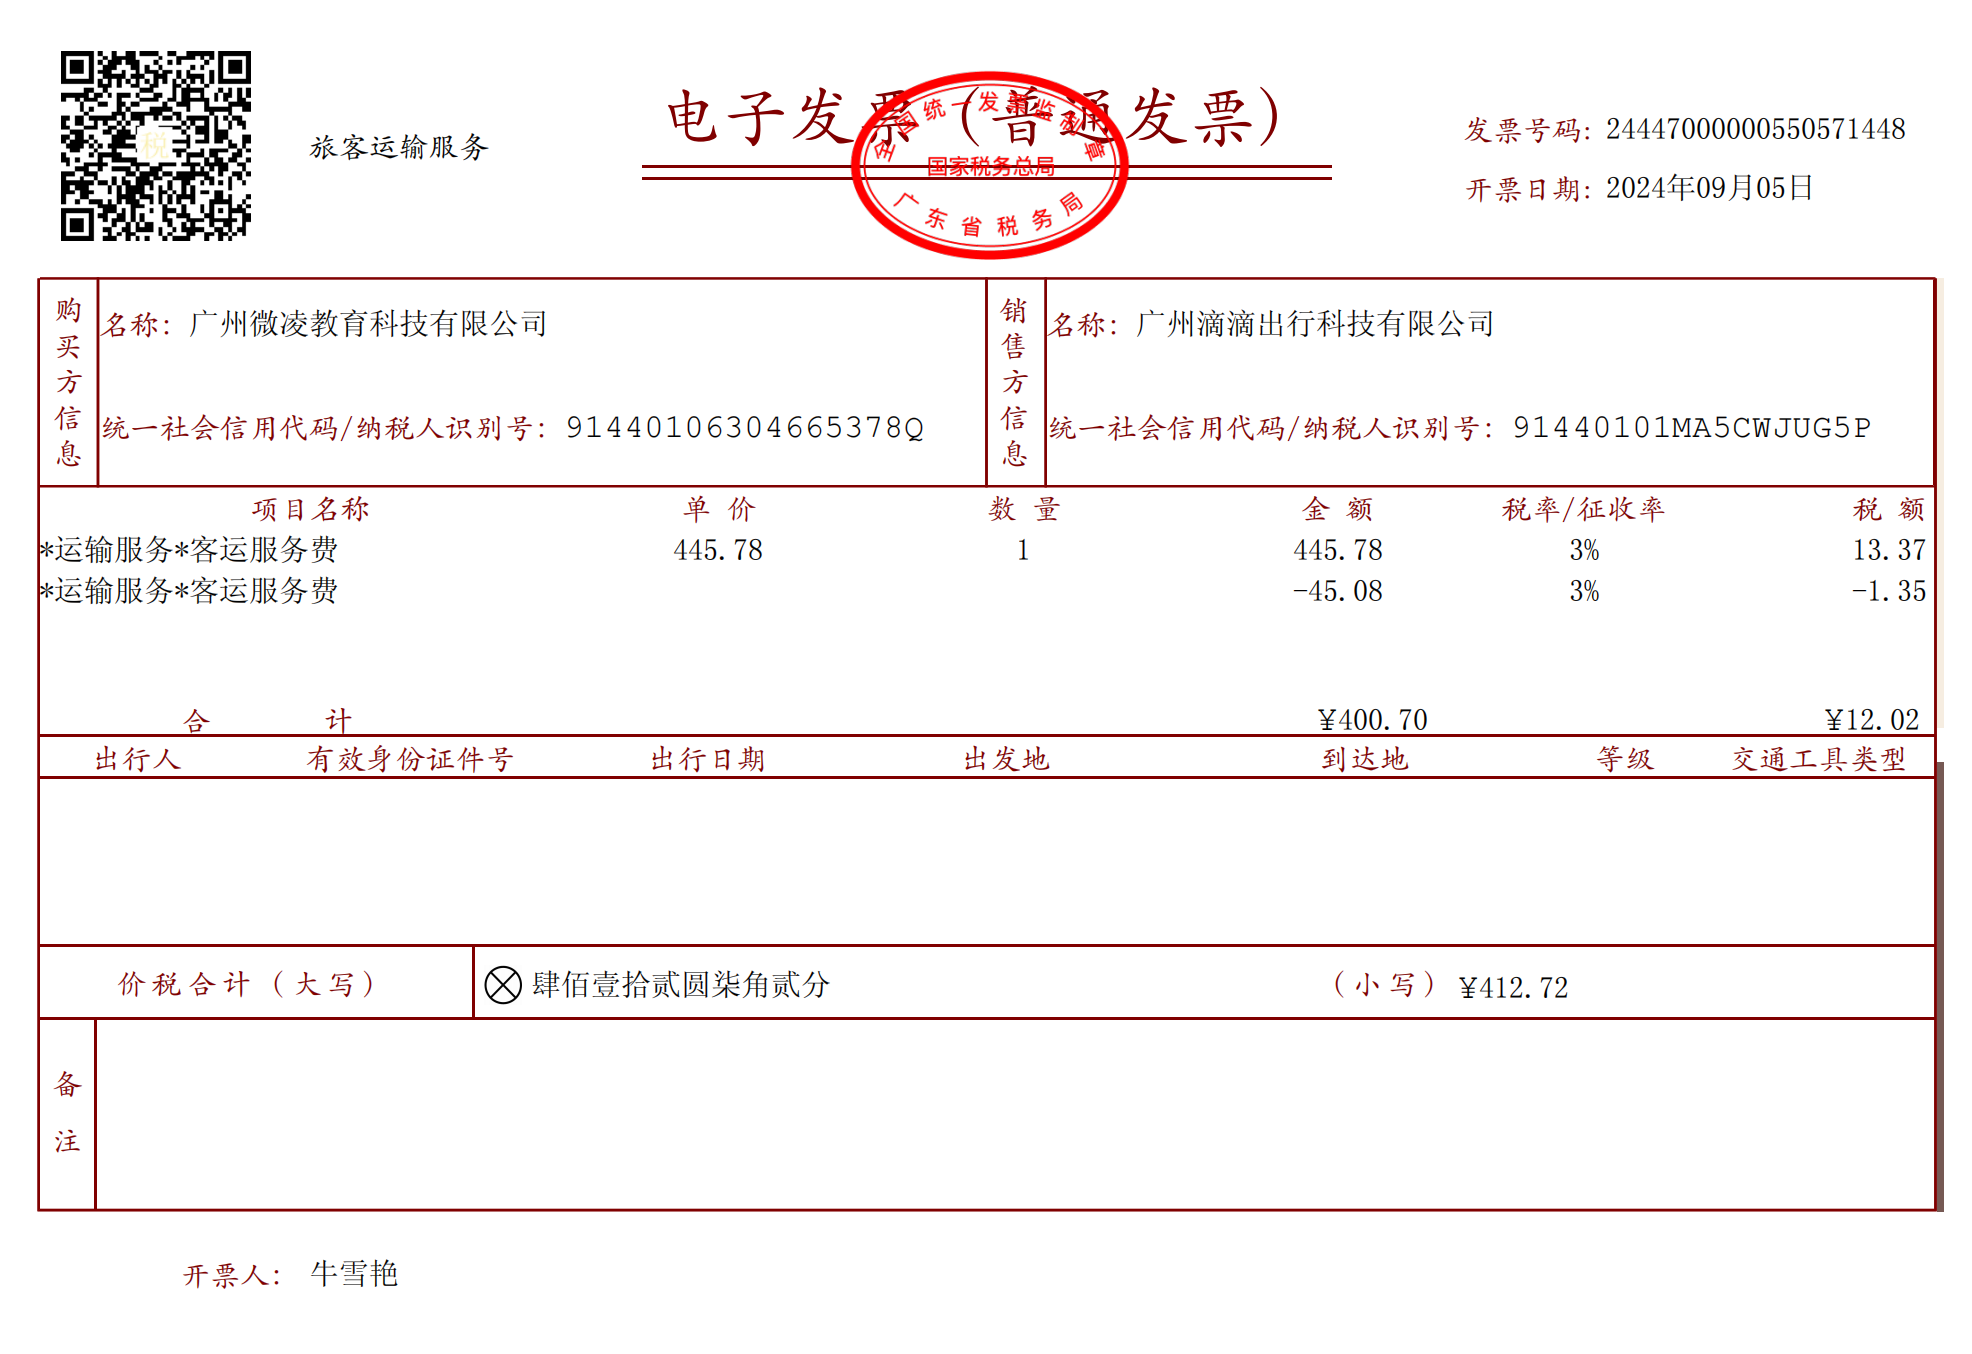 税
旅客运输服务
电子发票（普通发票）
全国统一发票监制章
国家税务总局
广东省税务局
发票号码：24447000000550571448
开票日期：2024年09月05日
购买方信息
名称：广州微凌教育科技有限公司
统一社会信用代码/纳税人识别号：91440106304665378Q
销售方信息
名称：广州滴滴出行科技有限公司
统一社会信用代码/纳税人识别号：91440101MA5CWJUG5P
项目名称 单价 数量 金额 税率/征收率 税额
*运输服务*客运服务费 445.78 1 445.78 3% 13.37
*运输服务*客运服务费 -45.08 3% -1.35
合计 ¥400.70 ¥12.02
出行人 有效身份证件号 出行日期 出发地 到达地 等级 交通工具类型
价税合计（大写） 肆佰壹拾贰圆柒角贰分 （小写）¥412.72
备注
开票人：牛雪艳